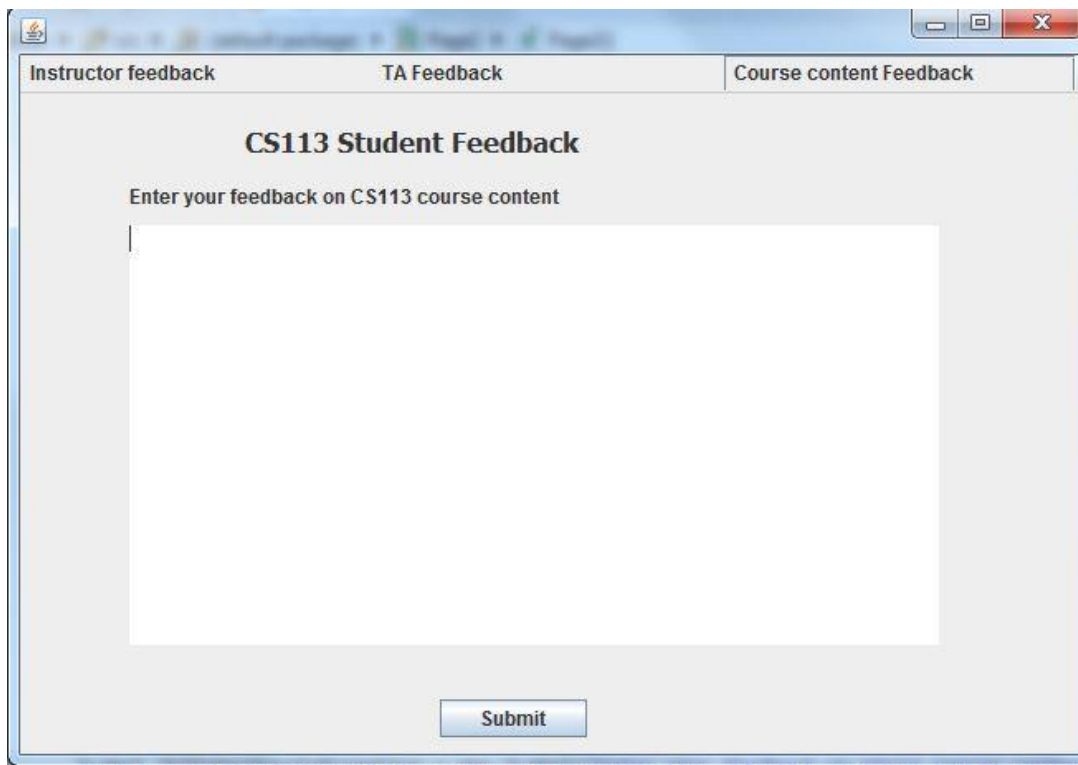 Instructor feedback TA Feedback Course content Feedback
CS113 Student Feedback
Enter your feedback on CS113 course content
Submit